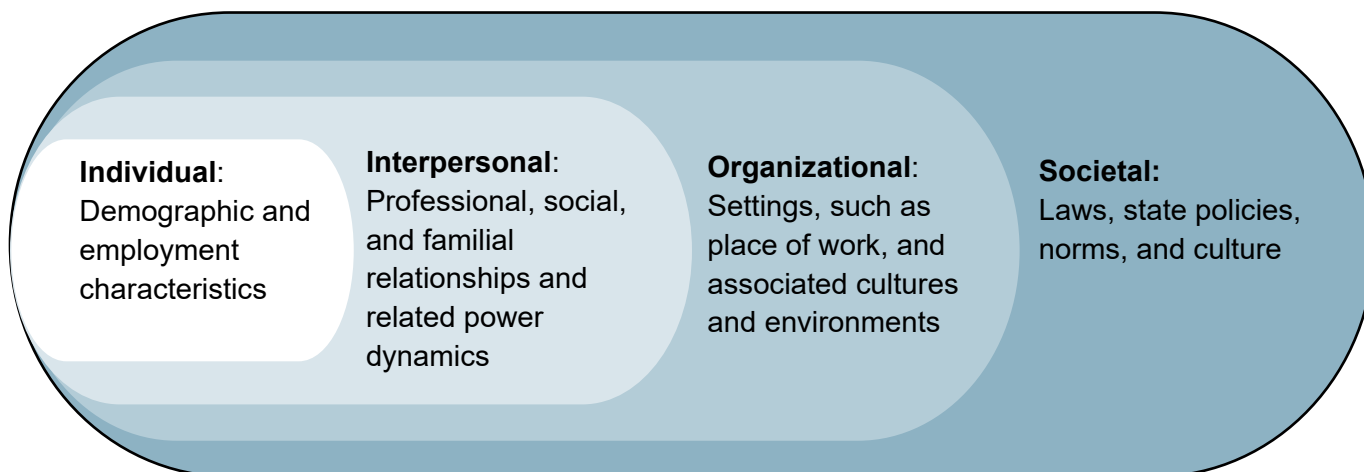 Individual:
Demographic and
employment
characteristics
Interpersonal:
Professional, social,
and familial
relationships and
related power
dynamics
Organizational:
Settings, such as
place of work, and
associated cultures
and environments
Societal:
Laws, state policies,
norms, and culture